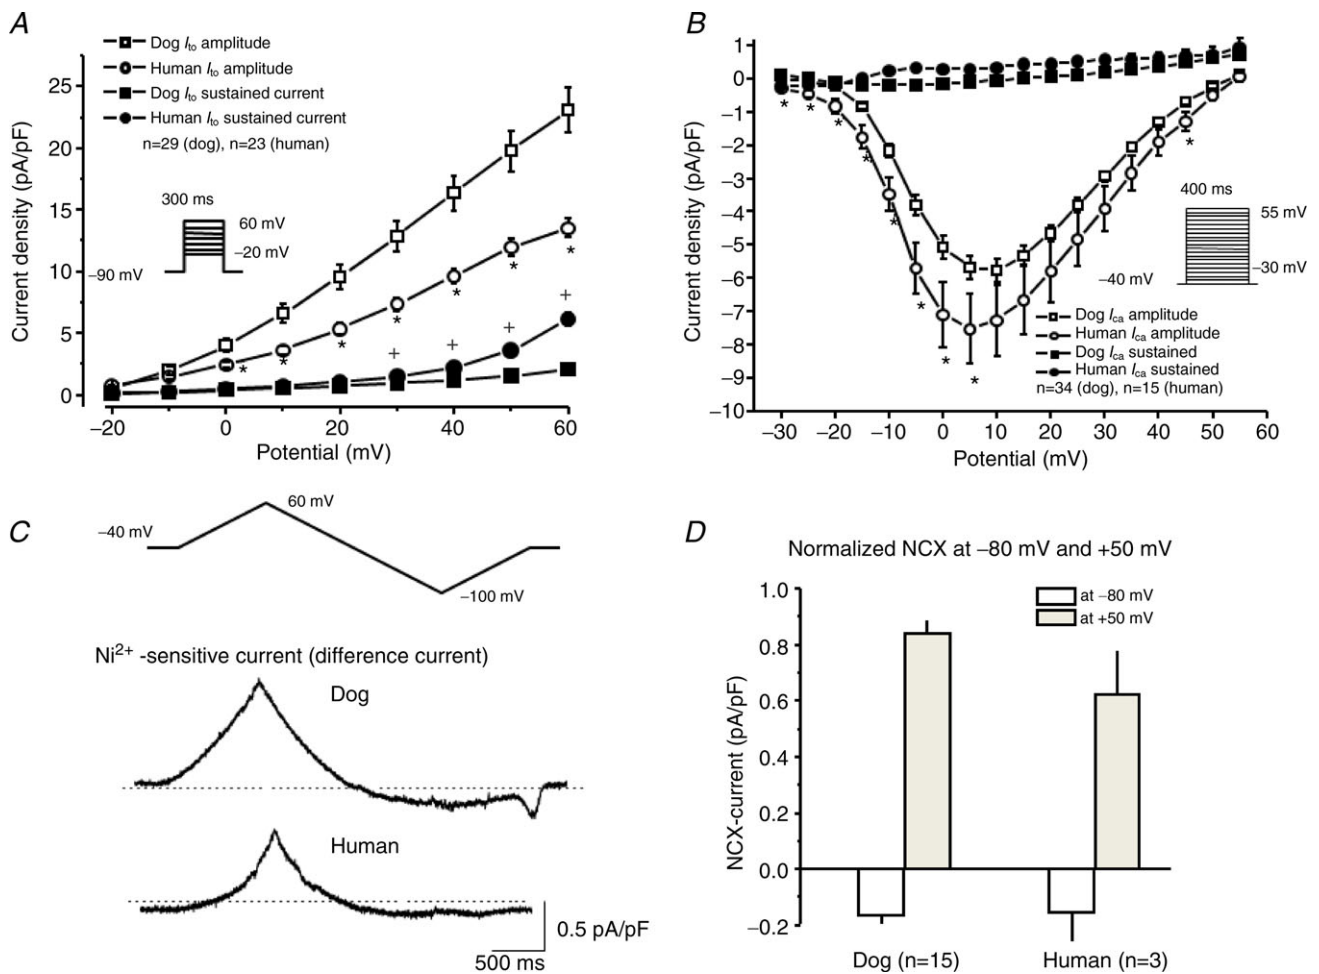 A
Dog Ito amplitude
Human Ito amplitude
Dog Ito sustained current
Human Ito sustained current
n=29 (dog), n=23 (human)
300 ms
60 mV
−20 mV
−90 mV
Current density (pA/pF)
25
20
15
10
5
0
* * * * * * *
+ + + +
−20 0 20 40 60
Potential (mV)
B
Current density (pA/pF)
1
0
−1
−2
−3
−4
−5
−6
−7
−8
−9
−10
* * * * * * * * *
400 ms
55 mV
−30 mV
−40 mV
Dog Ica amplitude
Human Ica amplitude
Dog Ica sustained
Human Ica sustained
n=34 (dog), n=15 (human)
−30 −20 −10 0 10 20 30 40 50 60
Potential (mV)
C
−40 mV
60 mV
−100 mV
Ni2+ -sensitive current (difference current)
Dog
Human
0.5 pA/pF
500 ms
D
Normalized NCX at −80 mV and +50 mV
at −80 mV
at +50 mV
NCX-current (pA/pF)
1.0
0.8
0.6
0.4
0.2
0.0
−0.2
Dog (n=15) Human (n=3)